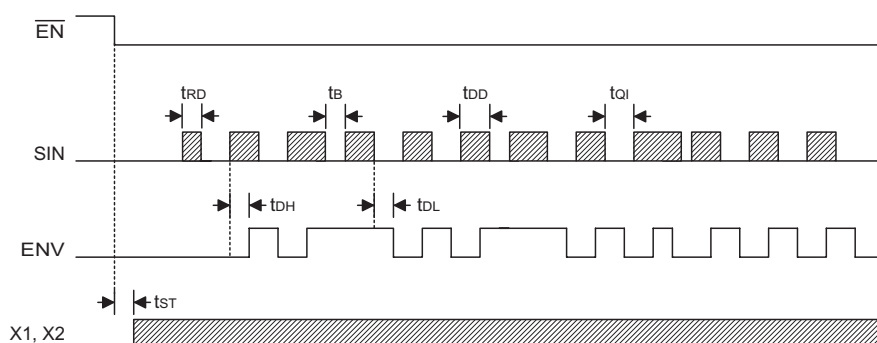 EN
tRD
tB
tDD
tQI
SIN
tDH
tDL
ENV
tST
X1, X2